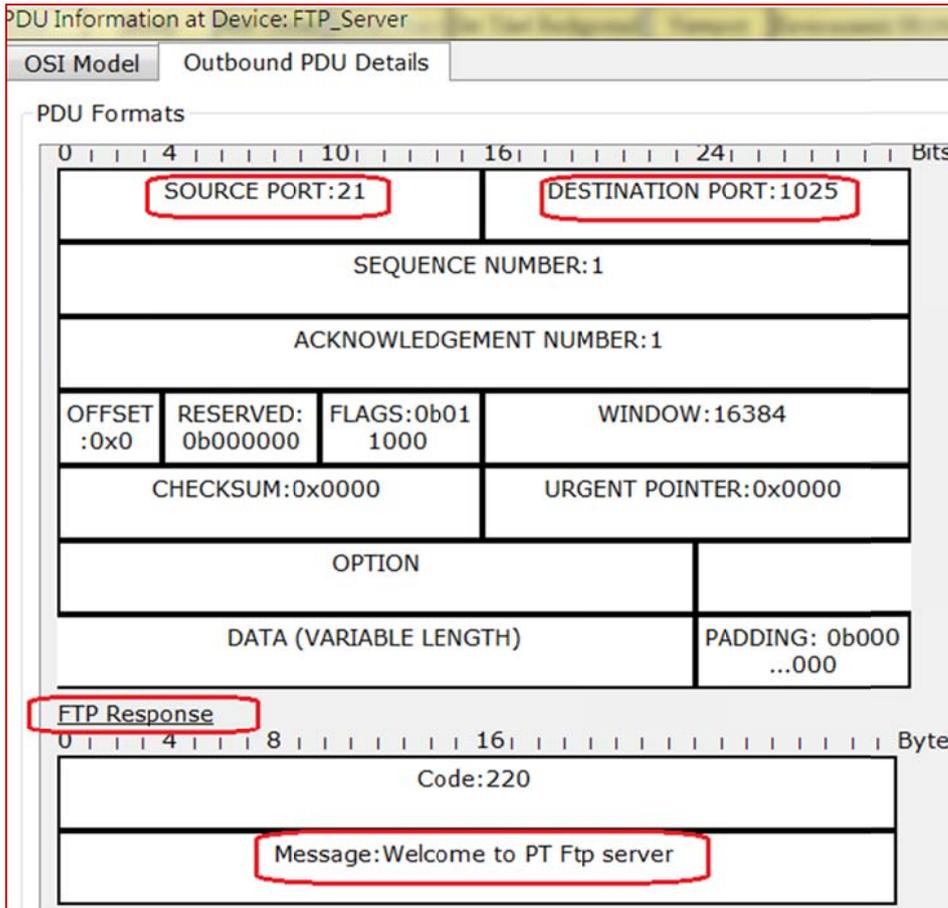 PDU Information at Device: FTP_Server
OSI Model Outbound PDU Details
PDU Formats
0 4 10 16 24 Bits
SOURCE PORT:21 DESTINATION PORT:1025
SEQUENCE NUMBER:1
ACKNOWLEDGEMENT NUMBER:1
OFFSET RESERVED: FLAGS:0b01 WINDOW:16384
:0x0 0b000000 1000
CHECKSUM:0x0000 URGENT POINTER:0x0000
OPTION
DATA (VARIABLE LENGTH) PADDING: 0b000
...000
FTP Response
0 4 8 16 Byte
Code:220
Message:Welcome to PT Ftp server